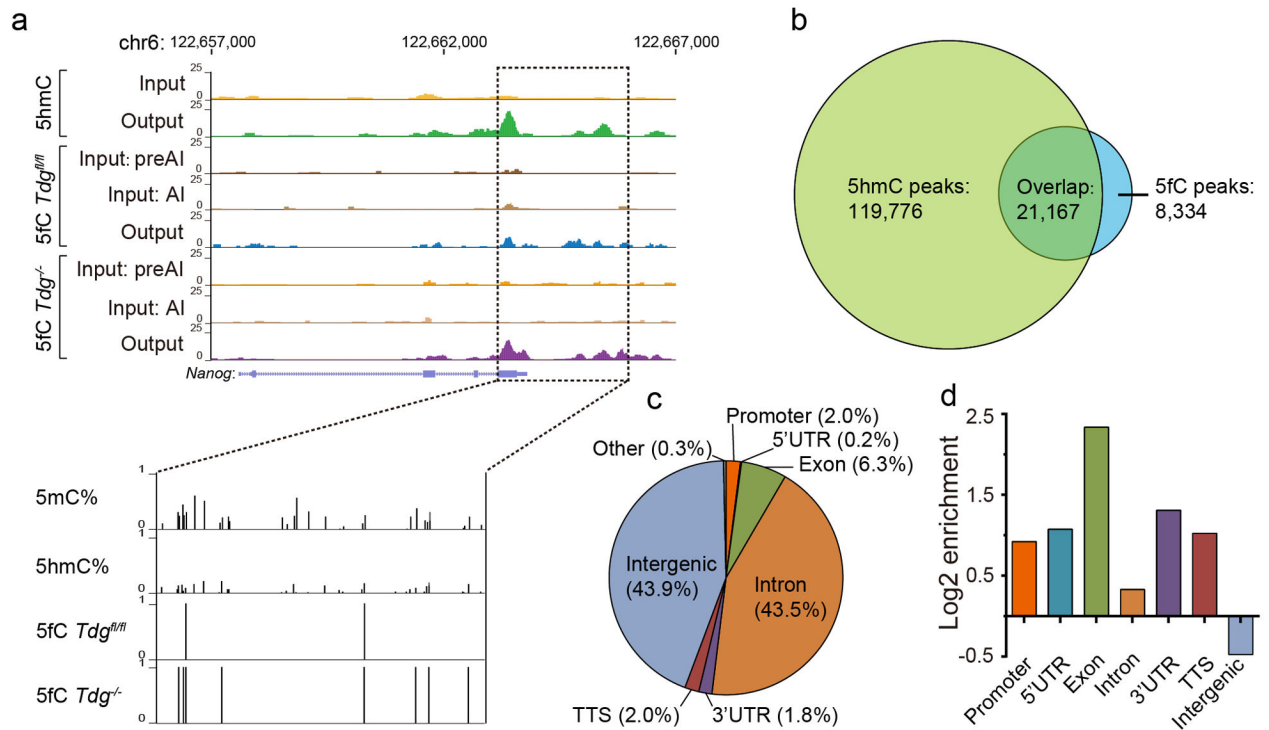 a
chr6: 122,657,000 122,662,000 122,667,000
5hmC
Input
25
0
Output
25
0
5fC Tdgfl/fl
Input: preAI
25
0
Input: AI
25
0
Output
25
0
5fC Tdg-/-
Input: preAI
25
0
Input: AI
25
0
Output
25
0
Nanog:
5mC%
1
0
5hmC%
1
0
5fC Tdgfl/fl
1
0
5fC Tdg-/-
1
0
b
5hmC peaks:
119,776
Overlap:
21,167
5fC peaks:
8,334
c
Promoter (2.0%)
5'UTR (0.2%)
Exon (6.3%)
Other (0.3%)
Intergenic
(43.9%)
Intron
(43.5%)
TTS (2.0%)
3'UTR (1.8%)
d
Log2 enrichment
2.5
1.5
0.5
-0.5
Promoter
5'UTR
Exon
Intron
3'UTR
TTS
Intergenic